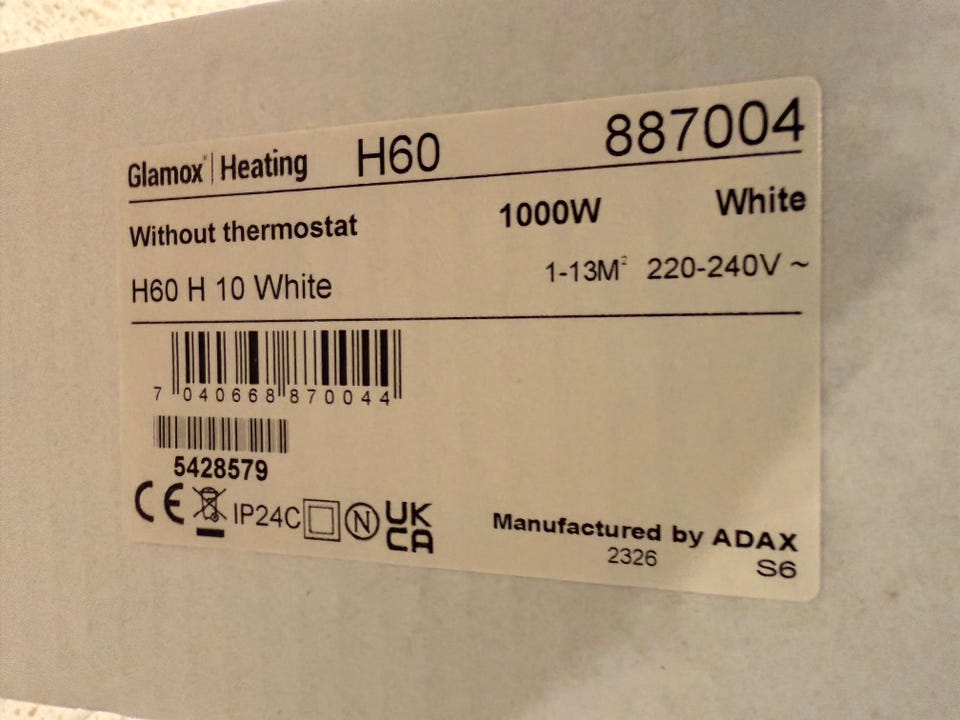 Glamox | Heating H60 887004
Without thermostat 1000W White
H60 H 10 White 1-13M² 220-240V ~
7 040668 870044
5428579
CE IP24C N UK
CA
Manufactured by ADAX
2326 S6